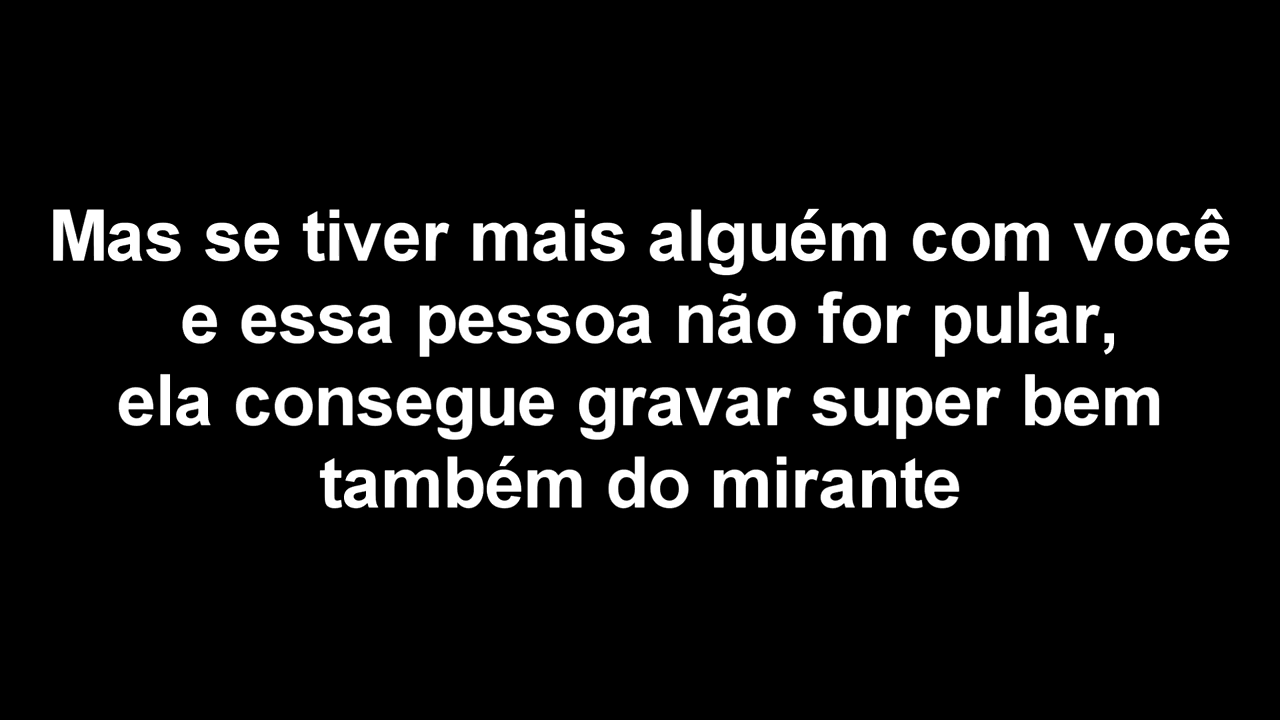 Mas se tiver mais alguém com você
e essa pessoa não for pular,
ela consegue gravar super bem
também do mirante